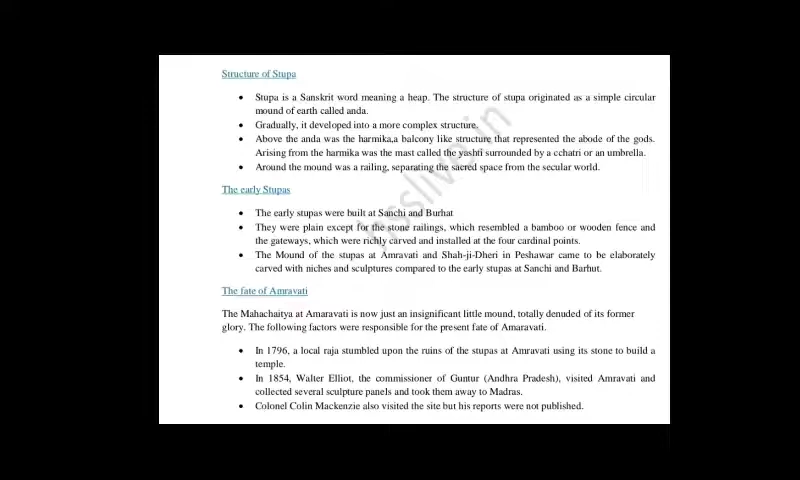 Structure of Stupa
• Stupa is a Sanskrit word meaning a heap. The structure of stupa originated as a simple circular
mound of earth called anda.
• Gradually, it developed into a more complex structure.
• Above the anda was the harmika,a balcony like structure that represented the abode of the gods.
Arising from the harmika was the mast called the yashti surrounded by a cchatri or an umbrella.
• Around the mound was a railing, separating the sacred space from the secular world.
The early Stupas
• The early stupas were built at Sanchi and Burhat
• They were plain except for the stone railings, which resembled a bamboo or wooden fence and
the gateways, which were richly carved and installed at the four cardinal points.
• The Mound of the stupas at Amravati and Shah-ji-Dheri in Peshawar came to be elaborately
carved with niches and sculptures compared to the early stupas at Sanchi and Barhut.
The fate of Amravati
The Mahachaitya at Amaravati is now just an insignificant little mound, totally denuded of its former
glory. The following factors were responsible for the present fate of Amaravati.
• In 1796, a local raja stumbled upon the ruins of the stupas at Amravati using its stone to build a
temple.
• In 1854, Walter Elliot, the commissioner of Guntur (Andhra Pradesh), visited Amravati and
collected several sculpture panels and took them away to Madras.
• Colonel Colin Mackenzie also visited the site but his reports were not published.
hsslive.in